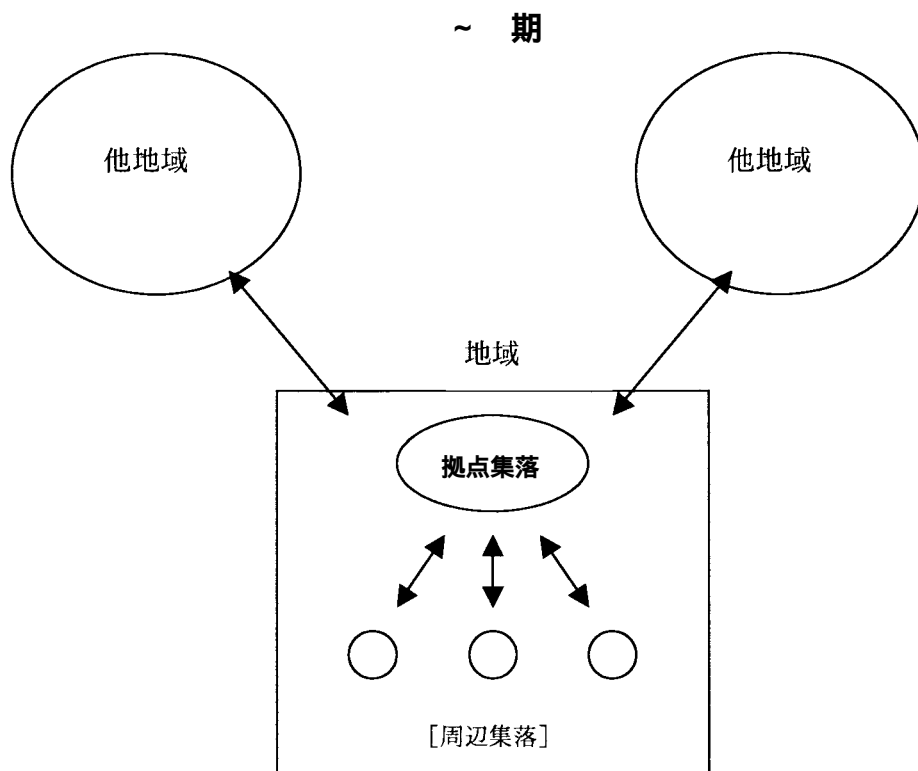 ~ 期
他地域
他地域
地域
拠点集落
［周辺集落］